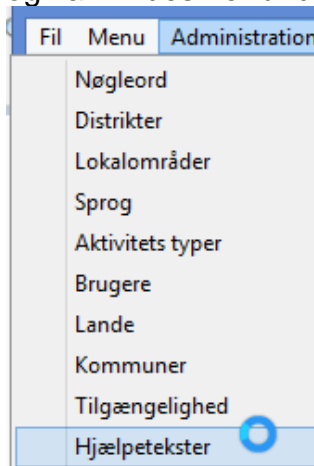 Fil Menu Administration
Nøgleord
Distrikter
Lokalområder
Sprog
Aktivitets typer
Brugere
Lande
Kommuner
Tilgængelighed
Hjælpetekster